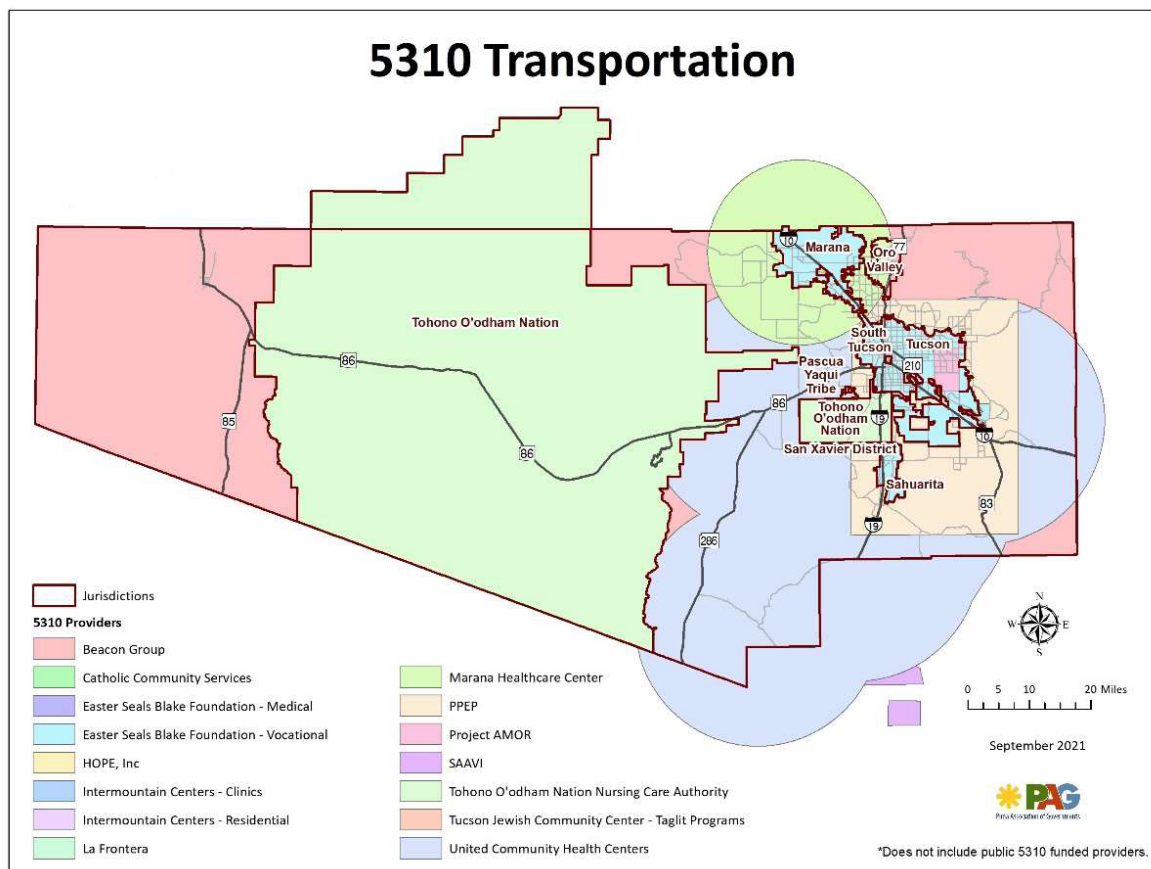 5310 Transportation
Marana
Oro
Valley
77
10
Tohono O'odham Nation
South
Tucson
Tucson
210
Pascua
Yaqui
Tribe
86
86
86
85
Tohono
O'odham
Nation
19
10
San Xavier District
Sahuarita
83
19
286
Jurisdictions
5310 Providers
Beacon Group
Catholic Community Services
Easter Seals Blake Foundation - Medical
Easter Seals Blake Foundation - Vocational
HOPE, Inc
Intermountain Centers - Clinics
Intermountain Centers - Residential
La Frontera
Marana Healthcare Center
PPEP
Project AMOR
SAAVI
Tohono O'odham Nation Nursing Care Authority
Tucson Jewish Community Center - Taglit Programs
United Community Health Centers
N
W E
S
0 5 10 20 Miles
September 2021
PAG
Pima Association of Governments
*Does not include public 5310 funded providers.